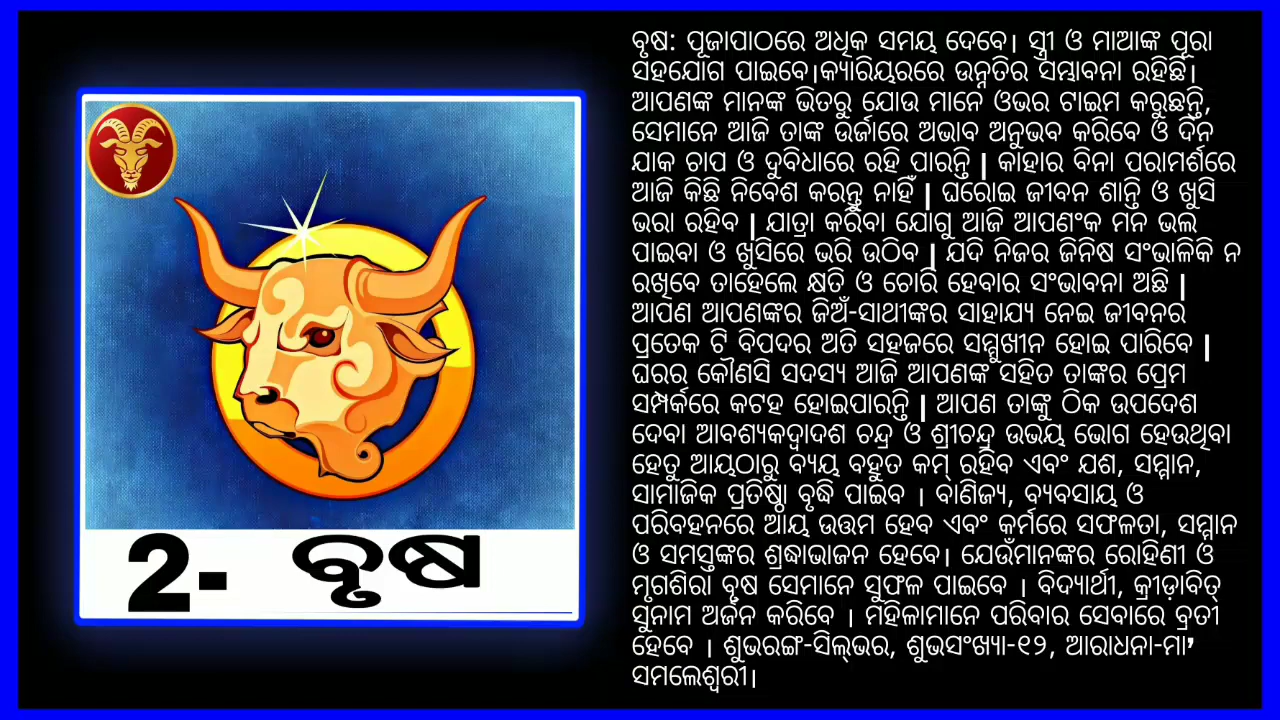 2- ବୃଷ
ବୃଷ: ପୂଜାପାଠରେ ଅଧିକ ସମୟ ଦେବେ। ସ୍ତ୍ରୀ ଓ ମାଆଙ୍କ ପୂରା
ସହଯୋଗ ପାଇବେ।କ୍ୟାରିୟରରେ ଉନ୍ନତିର ସମ୍ଭାବନା ରହିଛି।
ଆପଣଙ୍କ ମାନଙ୍କ ଭିତରୁ ଯୋଉ ମାନେ ଓଭର ଟାଇମ କରୁଛନ୍ତି,
ସେମାନେ ଆଜି ତାଙ୍କ ଉର୍ଜାରେ ଅଭାବ ଅନୁଭବ କରିବେ ଓ ଦିନ
ଯାକ ଚାପ ଓ ଦୁବିଧାରେ ରହି ପାରନ୍ତି | କାହାର ବିନା ପରାମର୍ଶରେ
ଆଜି କିଛି ନିବେଶ କରନ୍ତୁ ନାହିଁ | ଘରୋଇ ଜୀବନ ଶାନ୍ତି ଓ ଖୁସି
ଭରା ରହିବ | ଯାତ୍ରା କରିବା ଯୋଗୁ ଆଜି ଆପଣଂକ ମନ ଭଲ
ପାଇବା ଓ ଖୁସିରେ ଭରି ଉଠିବ | ଯଦି ନିଜର ଜିନିଷ ସଂଭାଳିକି ନ
ରଖିବେ ତାହେଲେ କ୍ଷତି ଓ ଚୋରି ହେବାର ସଂଭାବନା ଅଛି |
ଆପଣ ଆପଣଙ୍କର ଜିଅଁ-ସାଥୀଙ୍କର ସାହାଯ୍ୟ ନେଇ ଜୀବନର
ପ୍ରତେକ ଟି ବିପଦର ଅତି ସହଜରେ ସମ୍ମୁଖୀନ ହୋଇ ପାରିବେ |
ଘରର କୌଣସି ସଦସ୍ୟ ଆଜି ଆପଣଙ୍କ ସହିତ ତାଙ୍କର ପ୍ରେମ
ସମ୍ପର୍କରେ କଟହ ହୋଇପାରନ୍ତି | ଆପଣ ତାଙ୍କୁ ଠିକ ଉପଦେଶ
ଦେବା ଆବଶ୍ୟକଦ୍ୱାଦଶ ଚନ୍ଦ୍ର ଓ ଶ୍ରୀଚନ୍ଦ୍ର ଉଭୟ ଭୋଗ ହେଉଥିବା
ହେତୁ ଆୟଠାରୁ ବ୍ୟୟ ବହୁତ କମ୍ ରହିବ ଏବଂ ଯଶ, ସମ୍ମାନ,
ସାମାଜିକ ପ୍ରତିଷ୍ଠା ବୃଦ୍ଧି ପାଇବ । ବାଣିଜ୍ୟ, ବ୍ୟବସାୟ ଓ
ପରିବହନରେ ଆୟ ଉତ୍ତମ ହେବ ଏବଂ କର୍ମରେ ସଫଳତା, ସମ୍ମାନ
ଓ ସମସ୍ତଙ୍କର ଶ୍ରଦ୍ଧାଭାଜନ ହେବେ। ଯେଉଁମାନଙ୍କର ରୋହିଣୀ ଓ
ମୃଗଶିରା ବୃଷ ସେମାନେ ସୁଫଳ ପାଇବେ । ବିଦ୍ୟାର୍ଥୀ, କ୍ରୀଡ଼ାବିତ୍
ସୁନାମ ଅର୍ଜନ କରିବେ । ମହିଳାମାନେ ପରିବାର ସେବାରେ ବ୍ରତୀ
ହେବେ । ଶୁଭରଙ୍ଗ-ସିଲ୍‌ଭର, ଶୁଭସଂଖ୍ୟା-୧୨, ଆରାଧନା-ମା’
ସମଲେଶ୍ୱରୀ।